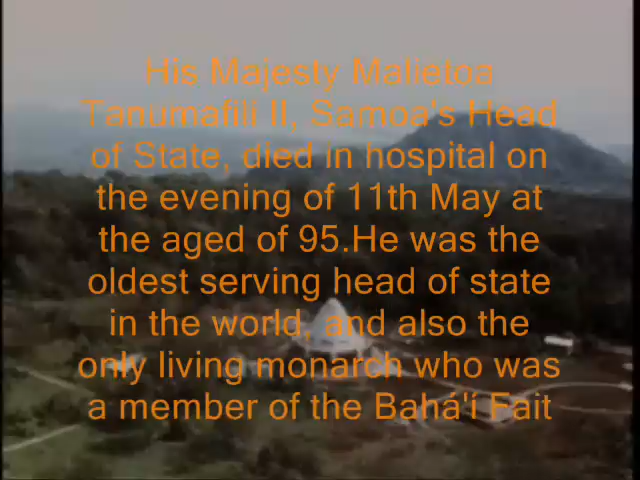 His Majesty Malietoa
Tanumafili II, Samoa's Head
of State, died in hospital on
the evening of 11th May at
the aged of 95.He was the
oldest serving head of state
in the world, and also the
only living monarch who was
a member of the Bahá'í Fait